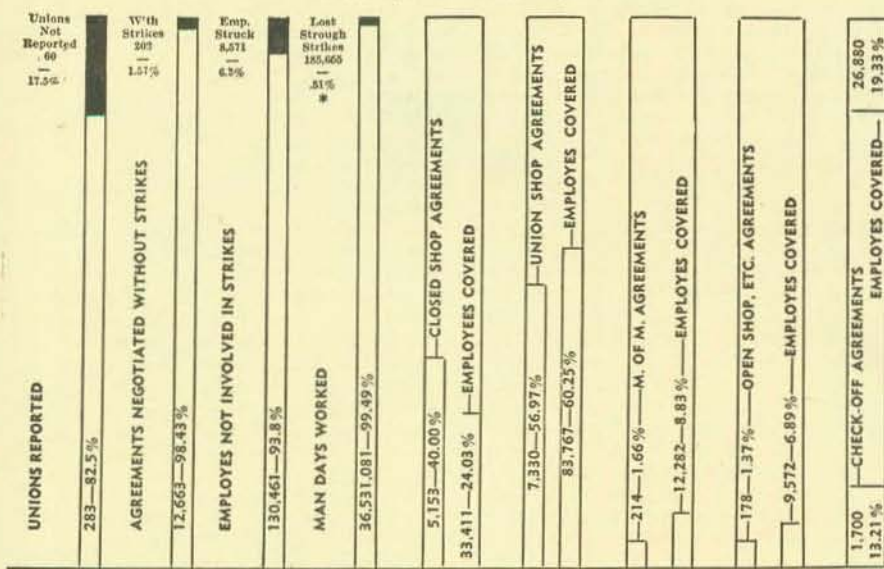 Unions
Not
Reported
60
—
17.5%
UNIONS REPORTED
283—82.5%
W'th
Strikes
202
—
1.57%
AGREEMENTS NEGOTIATED WITHOUT STRIKES
12,663—98.43%
Emp.
Struck
8,571
—
6.2%
EMPLOYES NOT INVOLVED IN STRIKES
130,461—93.8%
Lost
Strough
Strikes
185,665
—
.51%
*
MAN DAYS WORKED
36,531,081—99.49%
5,153—40.00%—CLOSED SHOP AGREEMENTS
33,411—24.03%—EMPLOYEES COVERED
7,330—56.97%—UNION SHOP AGREEMENTS
83,767—60.25%—EMPLOYES COVERED
214—1.66%—M. OF M. AGREEMENTS
12,282—8.83%—EMPLOYES COVERED
178—1.37%—OPEN SHOP, ETC. AGREEMENTS
9,572—6.89%—EMPLOYES COVERED
1,700—CHECK-OFF AGREEMENTS 26,880
13.21% EMPLOYES COVERED—19.33%